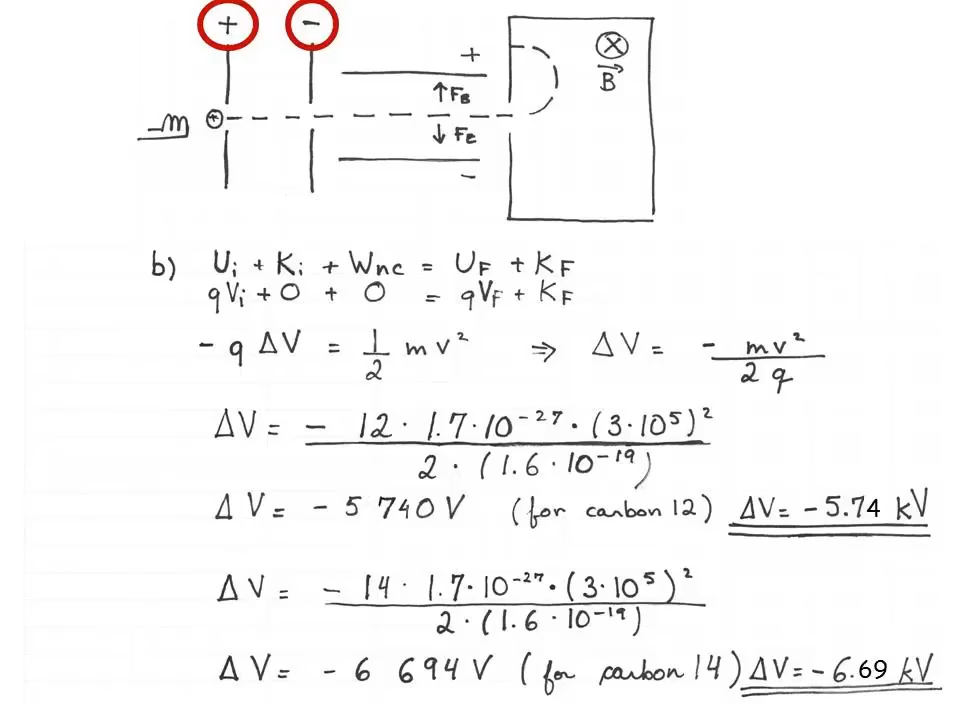 + -
+
↑F_B
↓ F_E
-
m
+
⊗
B⃗
b) U_i + K_i + W_nc = U_F + K_F
qV_i + 0 + 0 = qV_F + K_F
- q ΔV = 1/2 m v² ⇒ ΔV = - mv² / 2 q
ΔV = - 12 · 1.7 · 10⁻²⁷ · (3 · 10⁵)² / 2 · (1.6 · 10⁻¹⁹)
ΔV = - 5 740 V (for carbon 12) ΔV = - 5.74 kV
ΔV = - 14 · 1.7 · 10⁻²⁷ · (3 · 10⁵)² / 2 · (1.6 · 10⁻¹⁹)
ΔV = - 6 694 V (for carbon 14) ΔV = - 6.69 kV